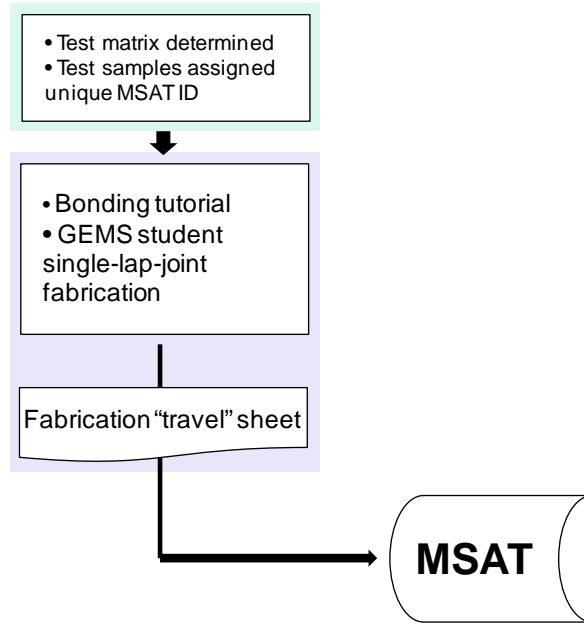 • Test matrix determined
• Test samples assigned
unique MSAT ID
• Bonding tutorial
• GEMS student
single-lap-joint
fabrication
Fabrication “travel” sheet
MSAT